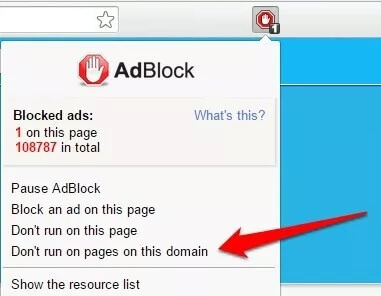 1
AdBlock
Blocked ads: What's this?
1 on this page
108787 in total
Pause AdBlock
Block an ad on this page
Don't run on this page
Don't run on pages on this domain
Show the resource list